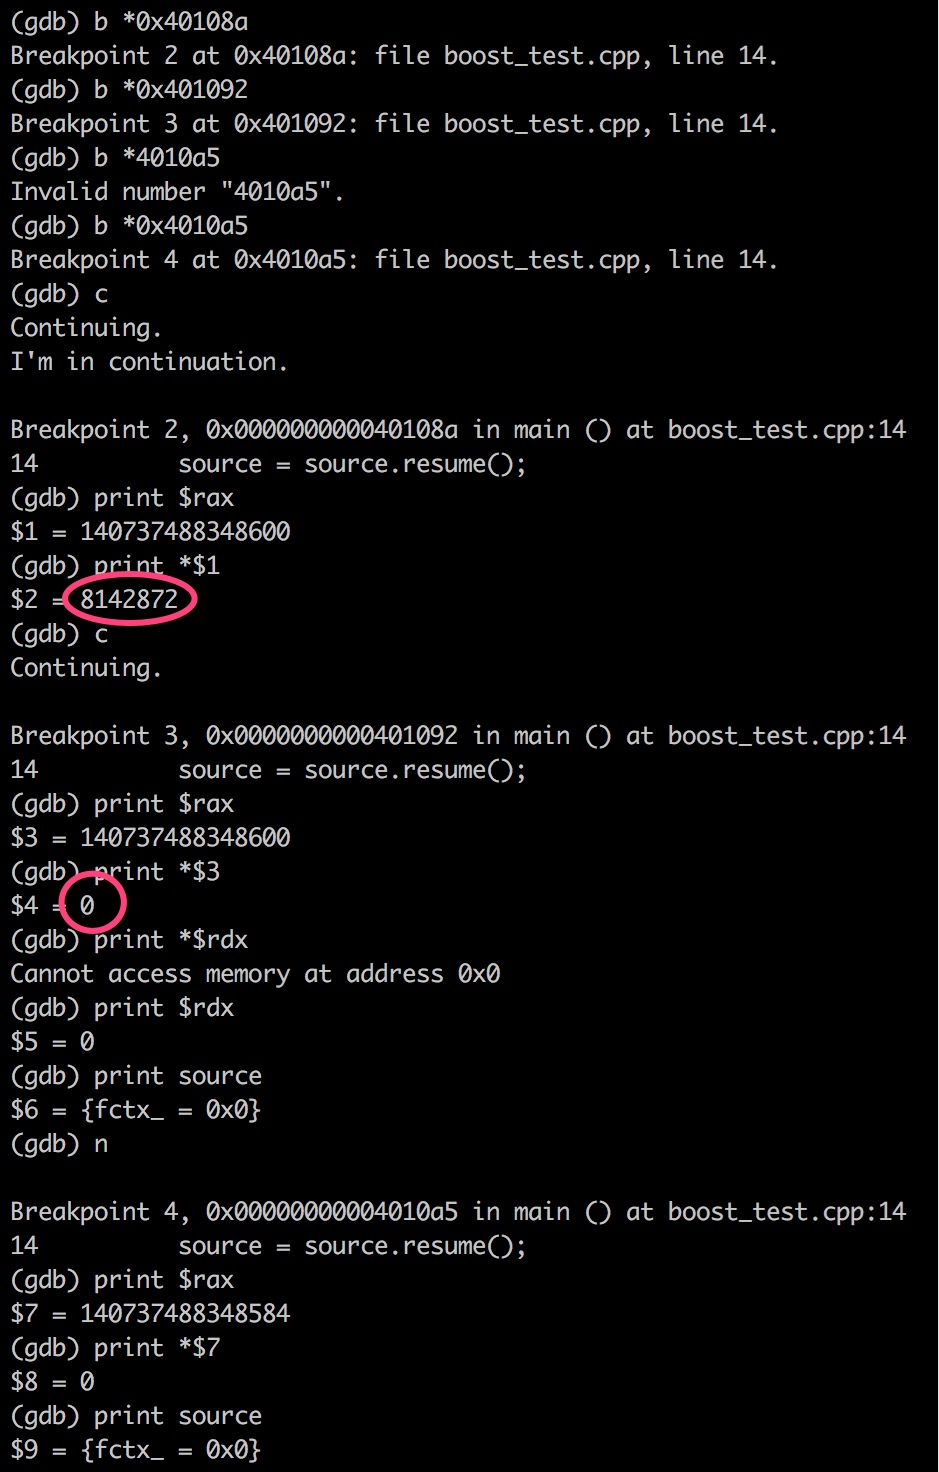 (gdb) b *0x40108a
Breakpoint 2 at 0x40108a: file boost_test.cpp, line 14.
(gdb) b *0x401092
Breakpoint 3 at 0x401092: file boost_test.cpp, line 14.
(gdb) b *4010a5
Invalid number "4010a5".
(gdb) b *0x4010a5
Breakpoint 4 at 0x4010a5: file boost_test.cpp, line 14.
(gdb) c
Continuing.
I'm in continuation.
Breakpoint 2, 0x000000000040108a in main () at boost_test.cpp:14
14          source = source.resume();
(gdb) print $rax
$1 = 140737488348600
(gdb) print *$1
$2 = 8142872
(gdb) c
Continuing.
Breakpoint 3, 0x0000000000401092 in main () at boost_test.cpp:14
14          source = source.resume();
(gdb) print $rax
$3 = 140737488348600
(gdb) print *$3
$4 = 0
(gdb) print *$rdx
Cannot access memory at address 0x0
(gdb) print $rdx
$5 = 0
(gdb) print source
$6 = {fctx_ = 0x0}
(gdb) n
Breakpoint 4, 0x00000000004010a5 in main () at boost_test.cpp:14
14          source = source.resume();
(gdb) print $rax
$7 = 140737488348584
(gdb) print *$7
$8 = 0
(gdb) print source
$9 = {fctx_ = 0x0}